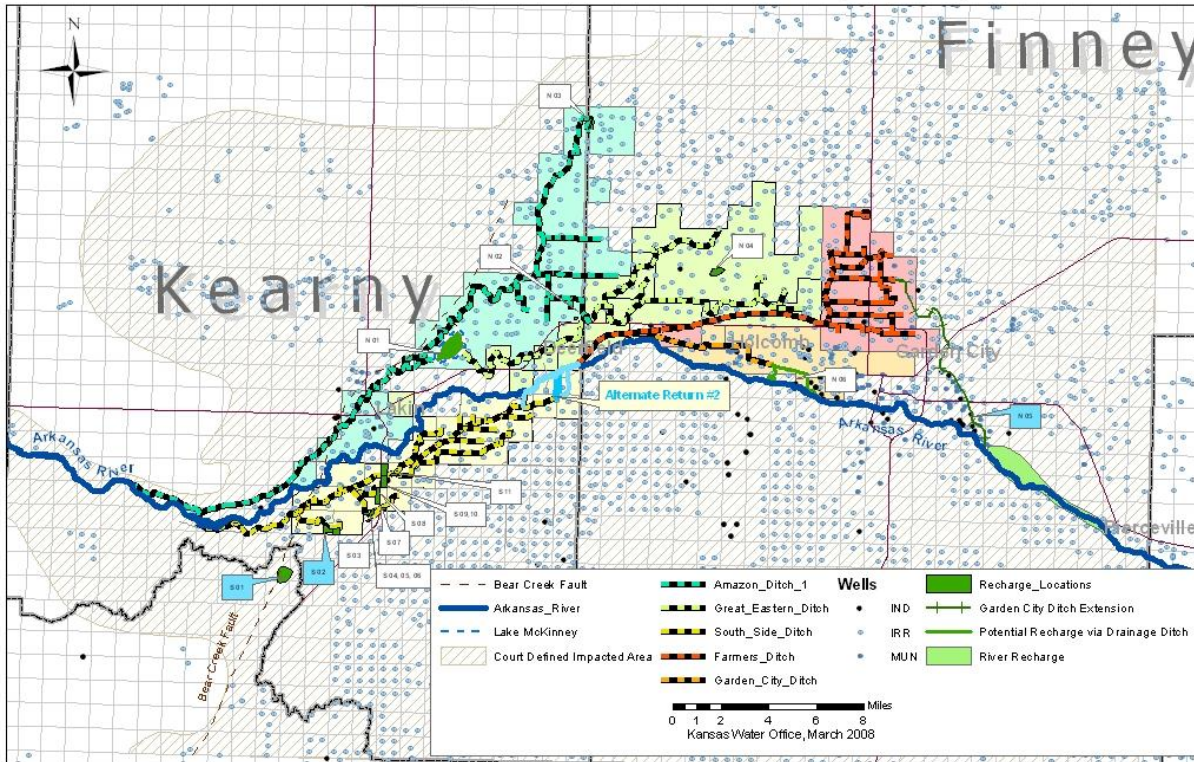 N
Finney
N 03
Kearny
N 02
N 04
N 01
Deerfield
Holcomb
Garden City
Lakin
Alternate Return #2
N 06
N 05
Arkansas River
Arkansas River
S 11
S 09, 10
S 08
S 07
S 03
S 04, 05, 06
S 02
S 01
Bear Creek Fault
Bear Creek Fault
Arkansas_River
Lake McKinney
Court Defined Impacted Area
Amazon_Ditch_1
Great_Eastern_Ditch
South_Side_Ditch
Farmers_Ditch
Garden_City_Ditch
Wells
IND
IRR
MUN
Recharge_Locations
Garden City Ditch Extension
Potential Recharge via Drainage Ditch
River Recharge
0 1 2 4 6 8 Miles
Kansas Water Office, March 2008